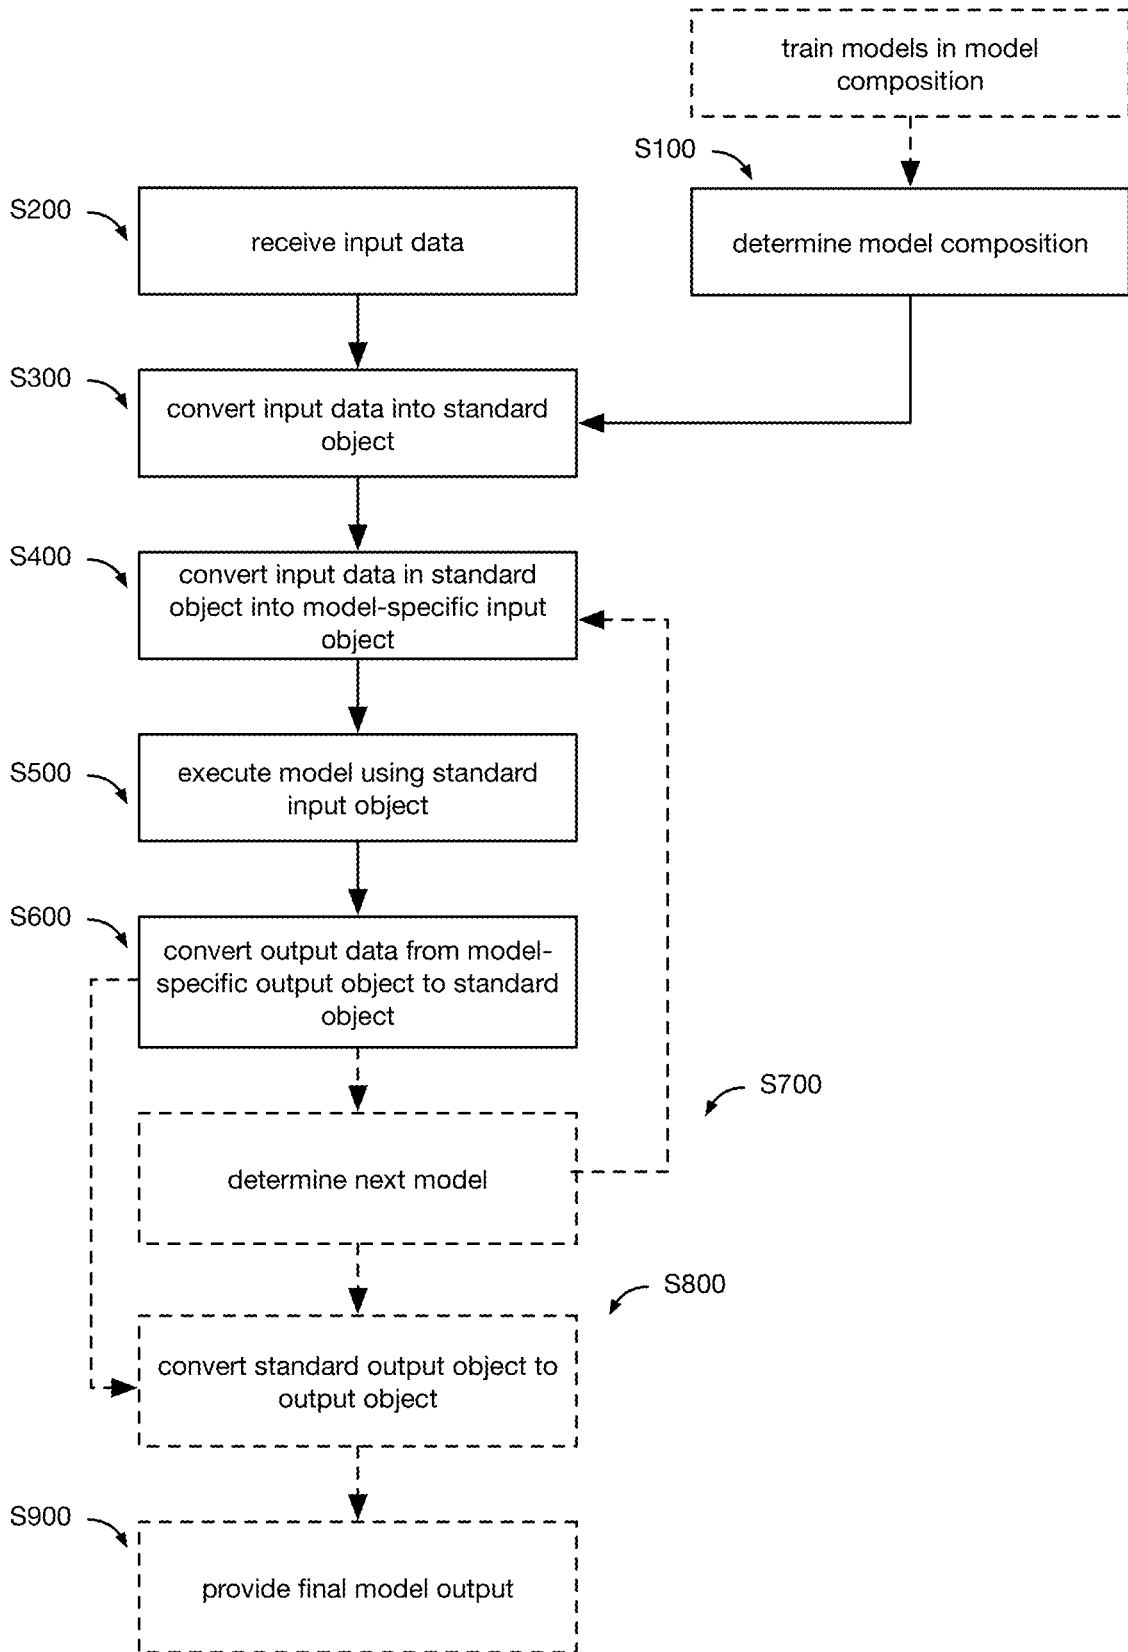 train models in model
composition
S100
determine model composition
S200
receive input data
S300
convert input data into standard
object
S400
convert input data in standard
object into model-specific input
object
S500
execute model using standard
input object
S600
convert output data from model-
specific output object to standard
object
S700
determine next model
S800
convert standard output object to
output object
S900
provide final model output